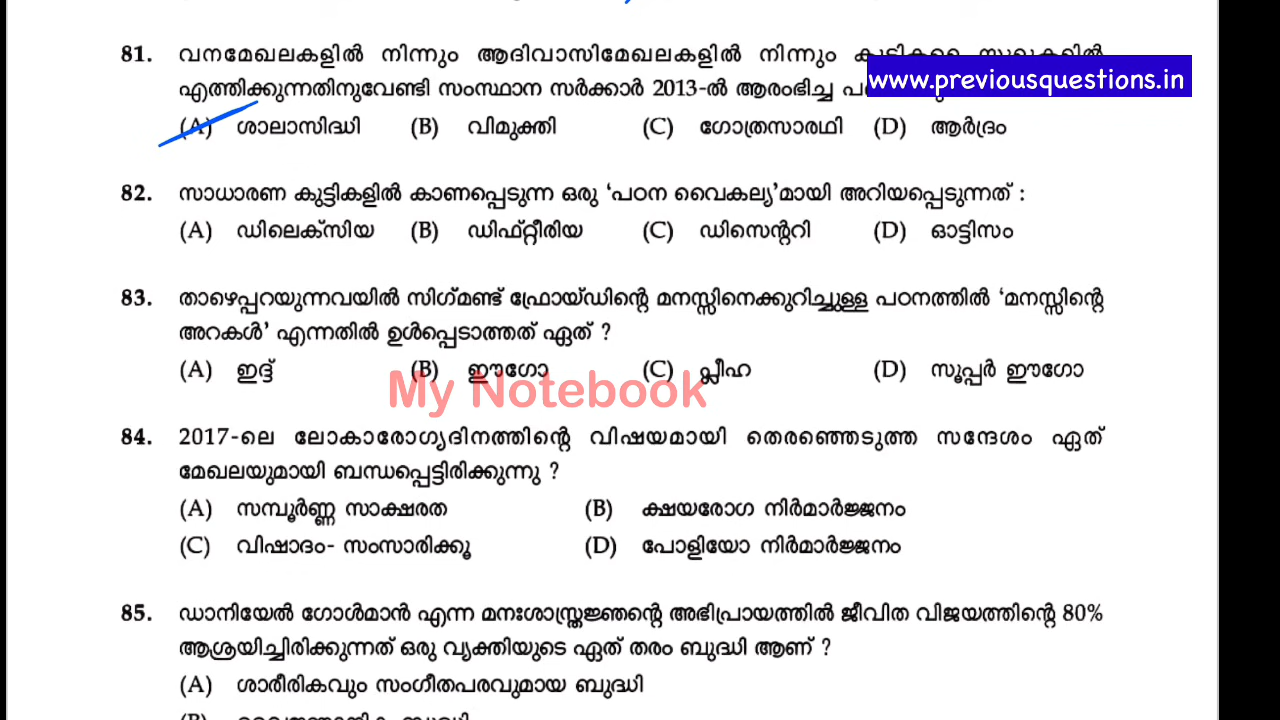 81. വനമേഖലകളിൽ നിന്നും ആദിവാസിമേഖലകളിൽ നിന്നും
www.previousquestions.in
എത്തിക്കുന്നതിനുവേണ്ടി സംസ്ഥാന സർക്കാർ 2013-ൽ ആരംഭിച്ച
(A) ശാലാസിദ്ധി (B) വിമുക്തി (C) ഗോത്രസാരഥി (D) ആർദ്രം
82. സാധാരണ കുട്ടികളിൽ കാണപ്പെടുന്ന ഒരു ‘പഠന വൈകല്യ’മായി അറിയപ്പെടുന്നത് :
(A) ഡിലെക്സിയ (B) ഡിഫ്റ്റീരിയ (C) ഡിസെന്ററി (D) ഓട്ടിസം
83. താഴെപ്പറയുന്നവയിൽ സിഗ്മണ്ട് ഫ്രോയ്ഡിന്റെ മനസ്സിനെക്കുറിച്ചുള്ള പഠനത്തിൽ ‘മനസ്സിന്റെ
അറകൾ’ എന്നതിൽ ഉൾപ്പെടാത്തത് ഏത് ?
(A) ഇദ്ദ് (B) ഈഗോ (C) പ്ലീഹ (D) സൂപ്പർ ഈഗോ
My Notebook
84. 2017-ലെ ലോകാരോഗ്യദിനത്തിന്റെ വിഷയമായി തെരഞ്ഞെടുത്ത സന്ദേശം ഏത്
മേഖലയുമായി ബന്ധപ്പെട്ടിരിക്കുന്നു ?
(A) സമ്പൂർണ്ണ സാക്ഷരത (B) ക്ഷയരോഗ നിർമാർജ്ജനം
(C) വിഷാദം- സംസാരിക്കൂ (D) പോളിയോ നിർമാർജ്ജനം
85. ഡാനിയേൽ ഗോൾമാൻ എന്ന മനഃശാസ്ത്രജ്ഞന്റെ അഭിപ്രായത്തിൽ ജീവിത വിജയത്തിന്റെ 80%
ആശ്രയിച്ചിരിക്കുന്നത് ഒരു വ്യക്തിയുടെ ഏത് തരം ബുദ്ധി ആണ് ?
(A) ശാരീരികവും സംഗീതപരവുമായ ബുദ്ധി